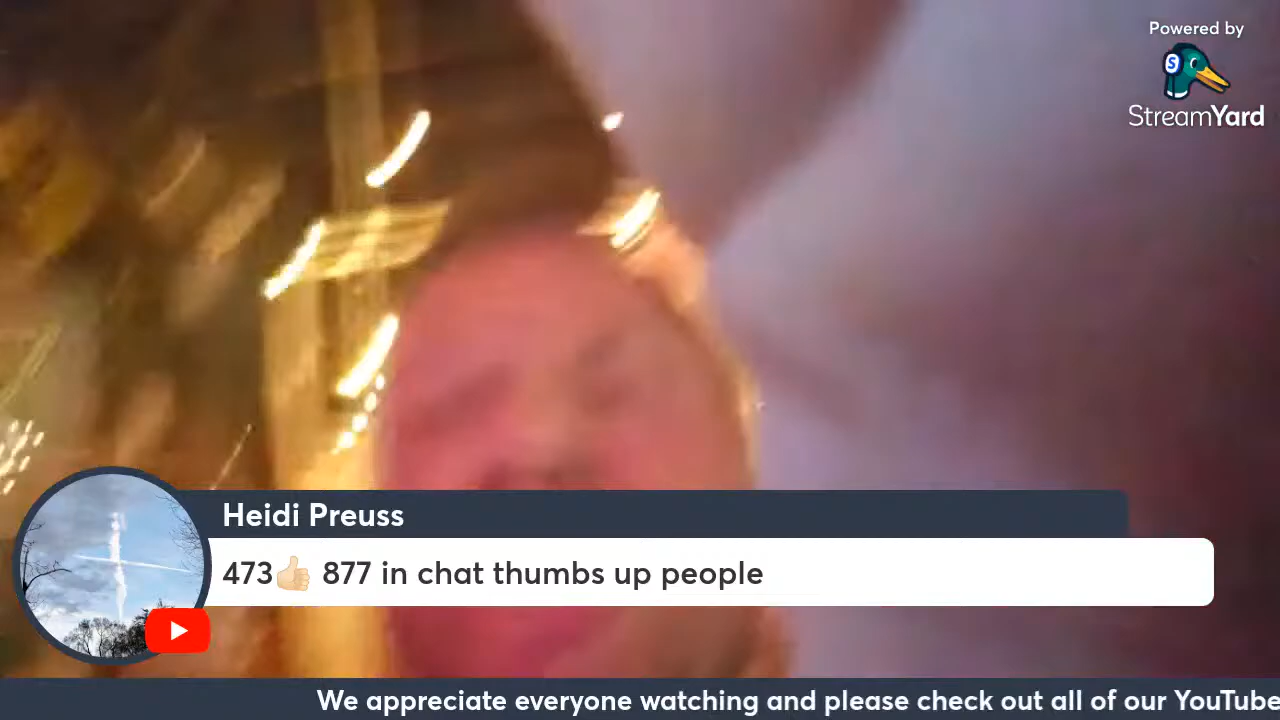 Powered by
StreamYard
Heidi Preuss
473👍🏻 877 in chat thumbs up people
We appreciate everyone watching and please check out all of our YouTube